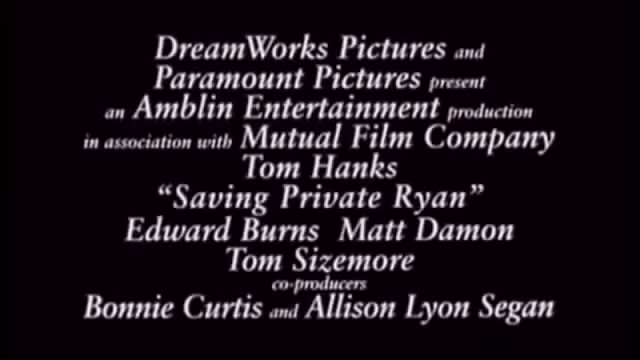 DreamWorks Pictures and
Paramount Pictures present
an Amblin Entertainment production
in association with Mutual Film Company
Tom Hanks
“Saving Private Ryan”
Edward Burns Matt Damon
Tom Sizemore
co-producers
Bonnie Curtis and Allison Lyon Segan